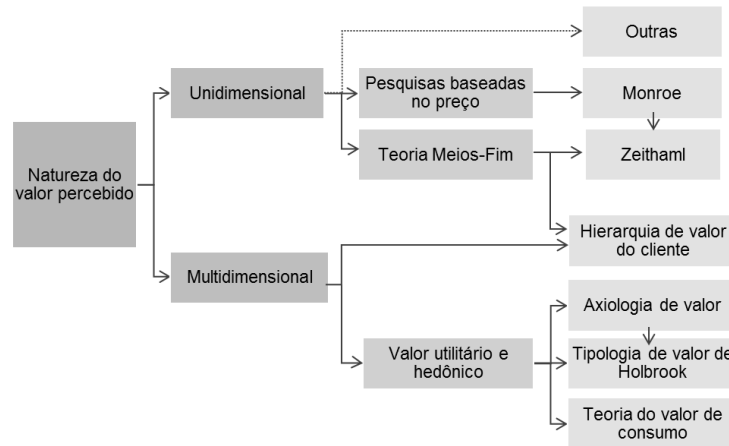 Outras
Unidimensional
Pesquisas baseadas
no preço
Monroe
Natureza do
valor percebido
Teoria Meios-Fim
Zeithaml
Multidimensional
Hierarquia de valor
do cliente
Axiologia de valor
Valor utilitário e
hedônico
Tipologia de valor de
Holbrook
Teoria do valor de
consumo